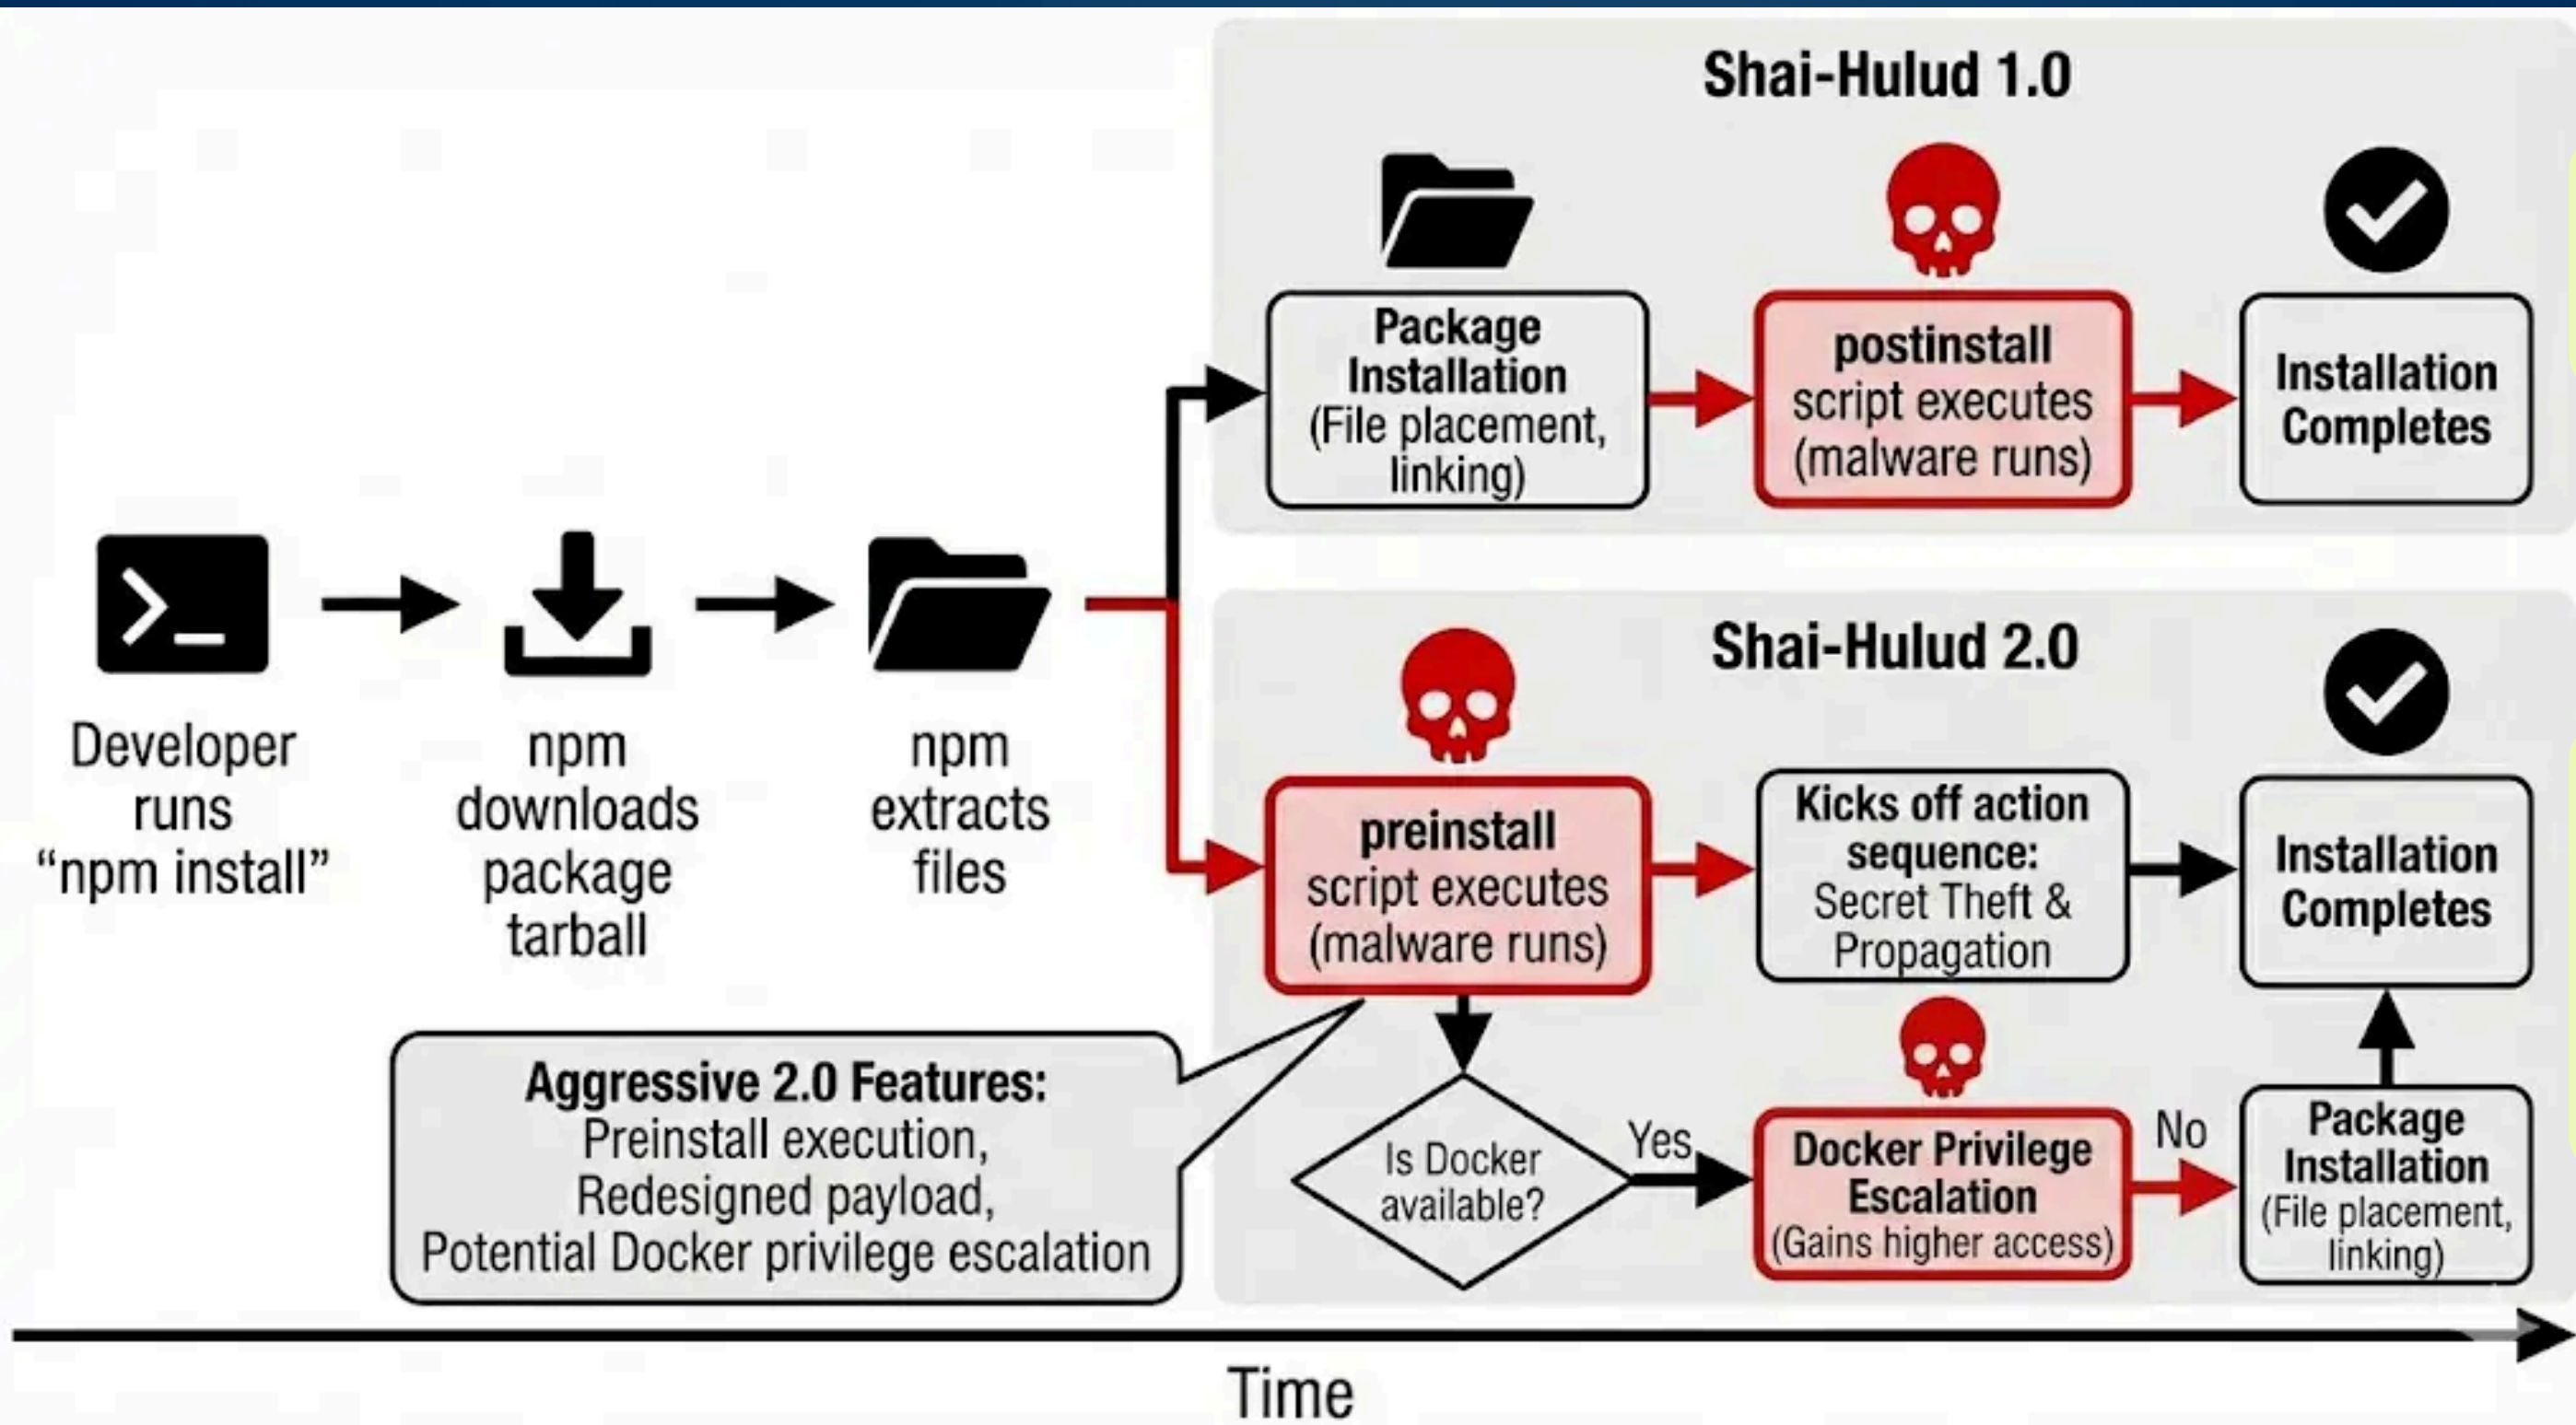 Shai-Hulud 1.0
Package
Installation
(File placement,
linking)
postinstall
script executes
(malware runs)
Installation
Completes
Developer
runs
“npm install”
npm
downloads
package
tarball
npm
extracts
files
Shai-Hulud 2.0
preinstall
script executes
(malware runs)
Kicks off action
sequence:
Secret Theft &
Propagation
Installation
Completes
Aggressive 2.0 Features:
Preinstall execution,
Redesigned payload,
Potential Docker privilege escalation
Is Docker
available?
Yes
Docker Privilege
Escalation
(Gains higher access)
No
Package
Installation
(File placement,
linking)
Time